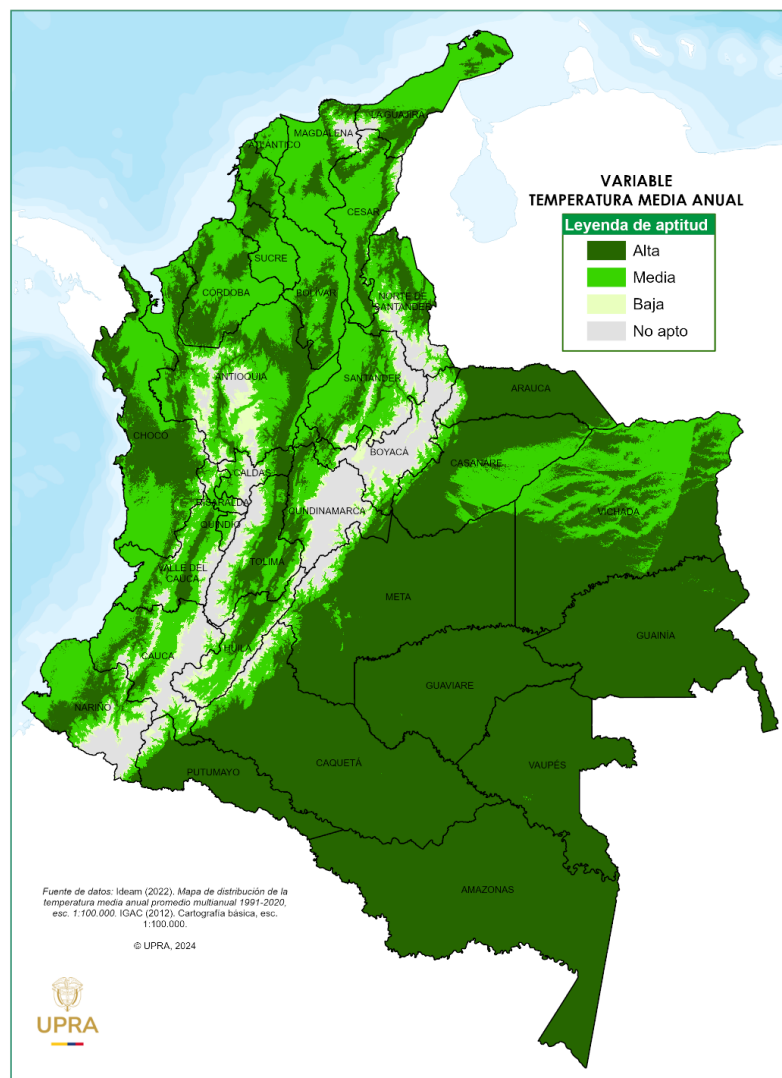 VARIABLE
TEMPERATURA MEDIA ANUAL
Leyenda de aptitud
Alta
Media
Baja
No apto
LA GUAJIRA
MAGDALENA
ATLÁNTICO
CESAR
SUCRE
CÓRDOBA
BOLÍVAR
NORTE DE
SANTANDER
ANTIOQUIA
SANTANDER
ARAUCA
CHOCÓ
BOYACÁ
CASANARE
CALDAS
RISARALDA
CUNDINAMARCA
VICHADA
QUINDÍO
TOLIMA
VALLE DEL
CAUCA
META
GUAINÍA
HUILA
CAUCA
GUAVIARE
NARIÑO
CAQUETÁ
VAUPÉS
PUTUMAYO
AMAZONAS
Fuente de datos: Ideam (2022). Mapa de distribución de la
temperatura media anual promedio multianual 1991-2020,
esc. 1:100.000. IGAC (2012). Cartografía básica, esc.
1:100.000.
© UPRA, 2024
UPRA